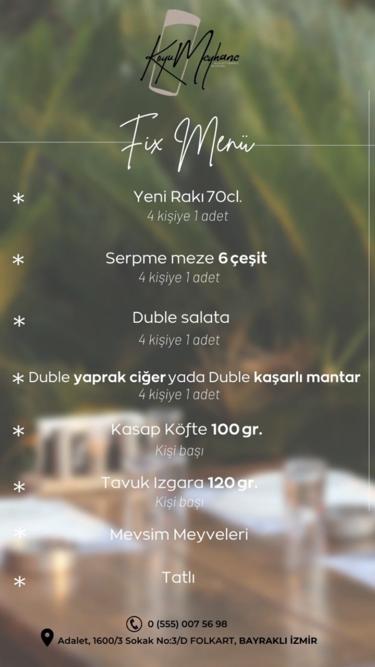 Koyu Meyhane
Fix Menü
* Yeni Rakı 70cl.
4 kişiye 1 adet
* Serpme meze 6 çeşit
4 kişiye 1 adet
* Duble salata
4 kişiye 1 adet
* Duble yaprak ciğer yada Duble kaşarlı mantar
4 kişiye 1 adet
* Kasap Köfte 100 gr.
Kişi başı
* Tavuk Izgara 120 gr.
Kişi başı
* Mevsim Meyveleri
* Tatlı
0 (555) 007 56 98
Adalet, 1600/3 Sokak No:3/D FOLKART, BAYRAKLI İZMİR